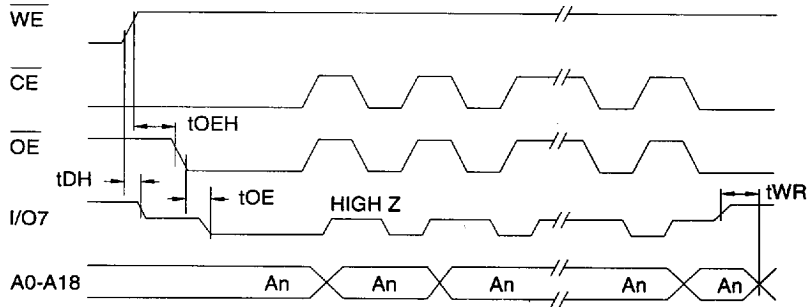 WE
CE
tOEH
OE
tDH
tOE
tWR
HIGH Z
I/O7
A0-A18 An An An An An